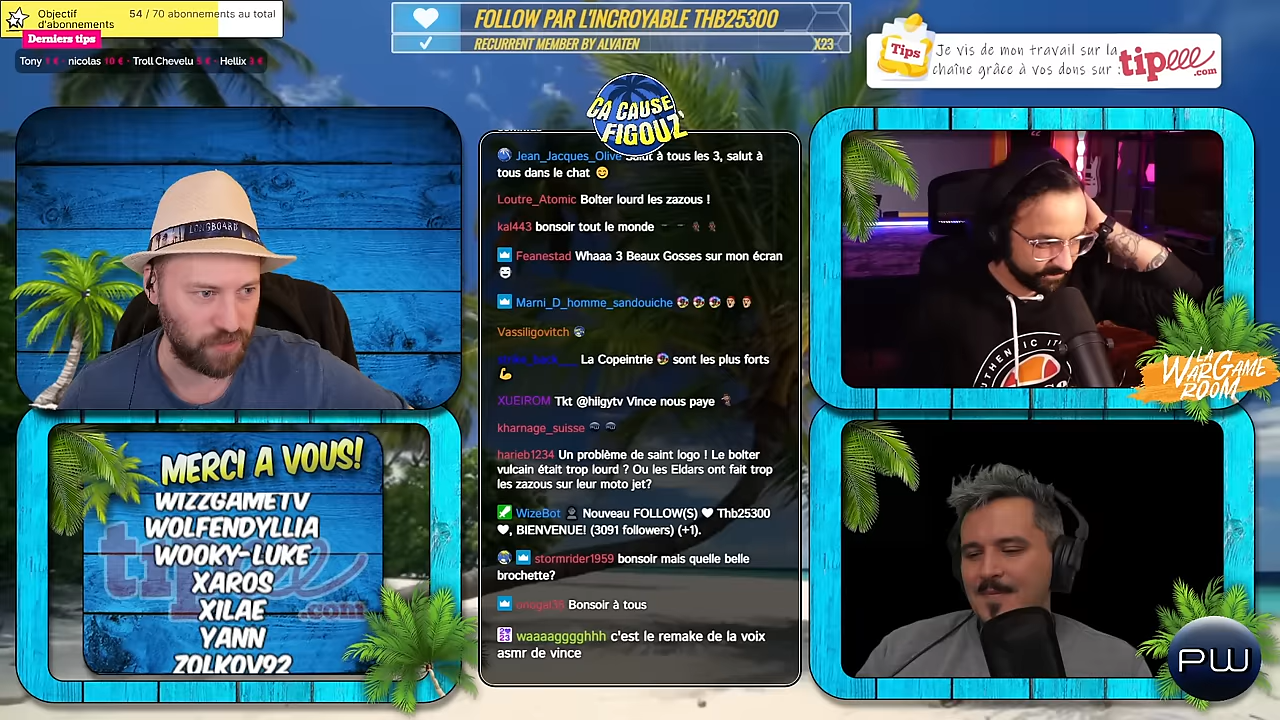 Objectif
d'abonnements
54 / 70 abonnements au total
Derniers tips
Tony 1 € - nicolas 10 € - Troll Chevelu 5 € - Hellix 3 €
FOLLOW PAR L'INCROYABLE THB25300
RECURRENT MEMBER BY ALVATEN X23
Tips
Je vis de mon travail sur la
chaîne grâce à vos dons sur :
tipeee
.com
ÇA CAUSE
FIGOUZ'
Jean_Jacques_Olive Salut à tous les 3, salut à
tous dans le chat
Loutre_Atomic Bolter lourd les zazous !
kal443 bonsoir tout le monde
Feanestad Whaaa 3 Beaux Gosses sur mon écran
Marni_D_homme_sandouiche
Vassiligovitch
La Copeintrie sont les plus forts
XUEIROM Tkt @hiigytv Vince nous paye
kharnage_suisse
harieb1234 Un problème de saint logo ! Le bolter
vulcain était trop lourd ? Ou les Eldars ont fait trop
les zazous sur leur moto jet?
WizeBot Nouveau FOLLOW(S) ♥ Thb25300
♥, BIENVENUE! (3091 followers) (+1).
stormrider1959 bonsoir mais quelle belle
brochette?
Bonsoir à tous
waaaagggghhh c'est le remake de la voix
asmr de vince
LONGBOARD
MERCI A VOUS!
WIZZGAMETV
WOLFENDYLLIA
WOOKY-LUKE
XAROS
XILAE
YANN
ZOLKOV92
tipeee
.com
LA
WARGAME
ROOM
PW